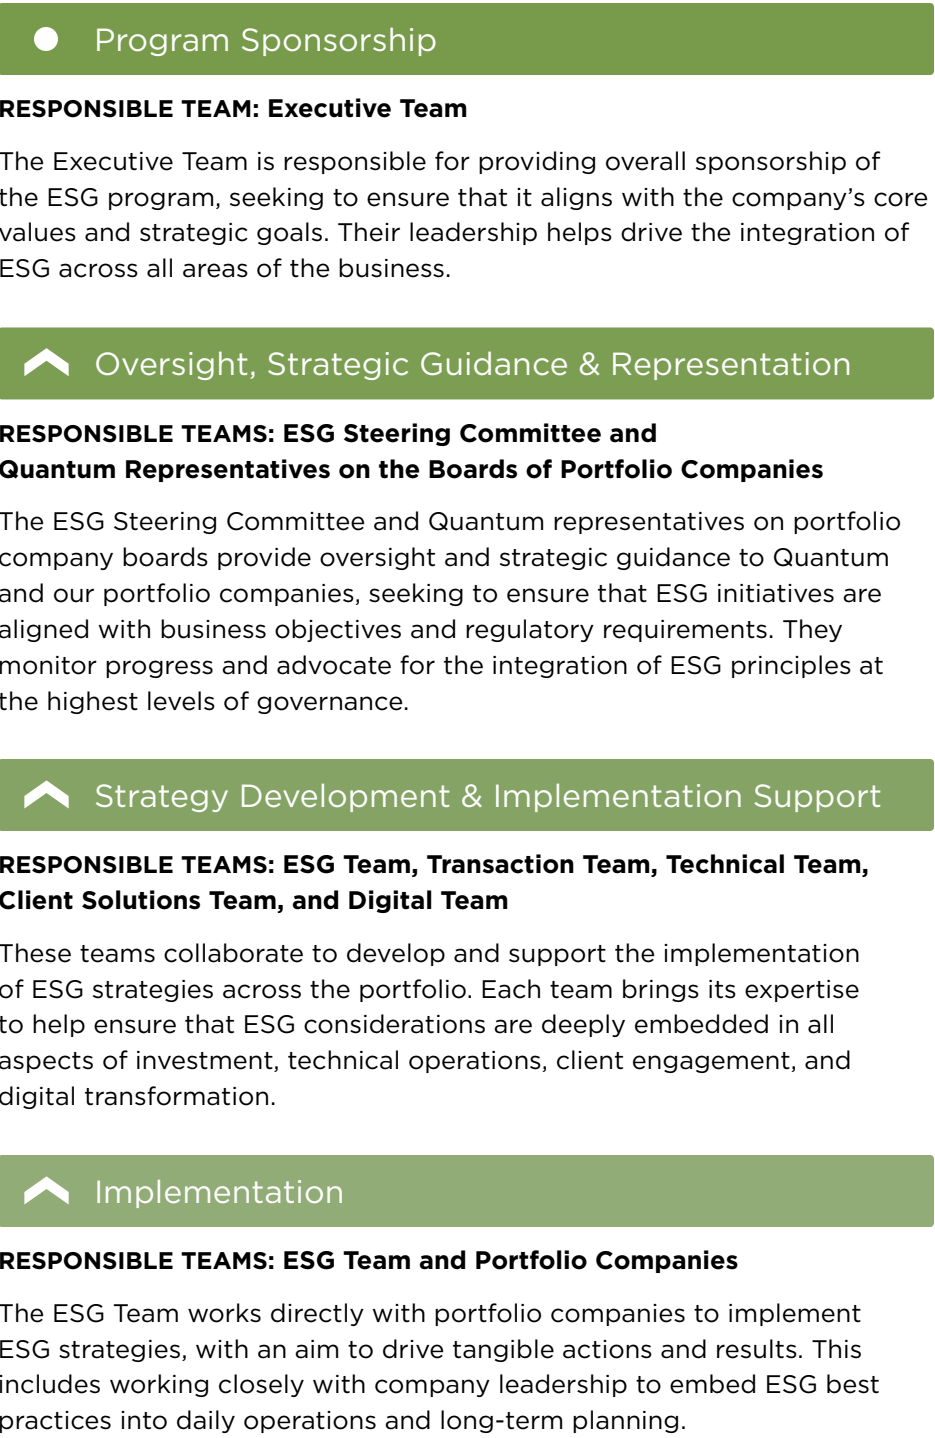 Program Sponsorship
RESPONSIBLE TEAM: Executive Team
The Executive Team is responsible for providing overall sponsorship of
the ESG program, seeking to ensure that it aligns with the company’s core
values and strategic goals. Their leadership helps drive the integration of
ESG across all areas of the business.
Oversight, Strategic Guidance & Representation
RESPONSIBLE TEAMS: ESG Steering Committee and
Quantum Representatives on the Boards of Portfolio Companies
The ESG Steering Committee and Quantum representatives on portfolio
company boards provide oversight and strategic guidance to Quantum
and our portfolio companies, seeking to ensure that ESG initiatives are
aligned with business objectives and regulatory requirements. They
monitor progress and advocate for the integration of ESG principles at
the highest levels of governance.
Strategy Development & Implementation Support
RESPONSIBLE TEAMS: ESG Team, Transaction Team, Technical Team,
Client Solutions Team, and Digital Team
These teams collaborate to develop and support the implementation
of ESG strategies across the portfolio. Each team brings its expertise
to help ensure that ESG considerations are deeply embedded in all
aspects of investment, technical operations, client engagement, and
digital transformation.
Implementation
RESPONSIBLE TEAMS: ESG Team and Portfolio Companies
The ESG Team works directly with portfolio companies to implement
ESG strategies, with an aim to drive tangible actions and results. This
includes working closely with company leadership to embed ESG best
practices into daily operations and long-term planning.